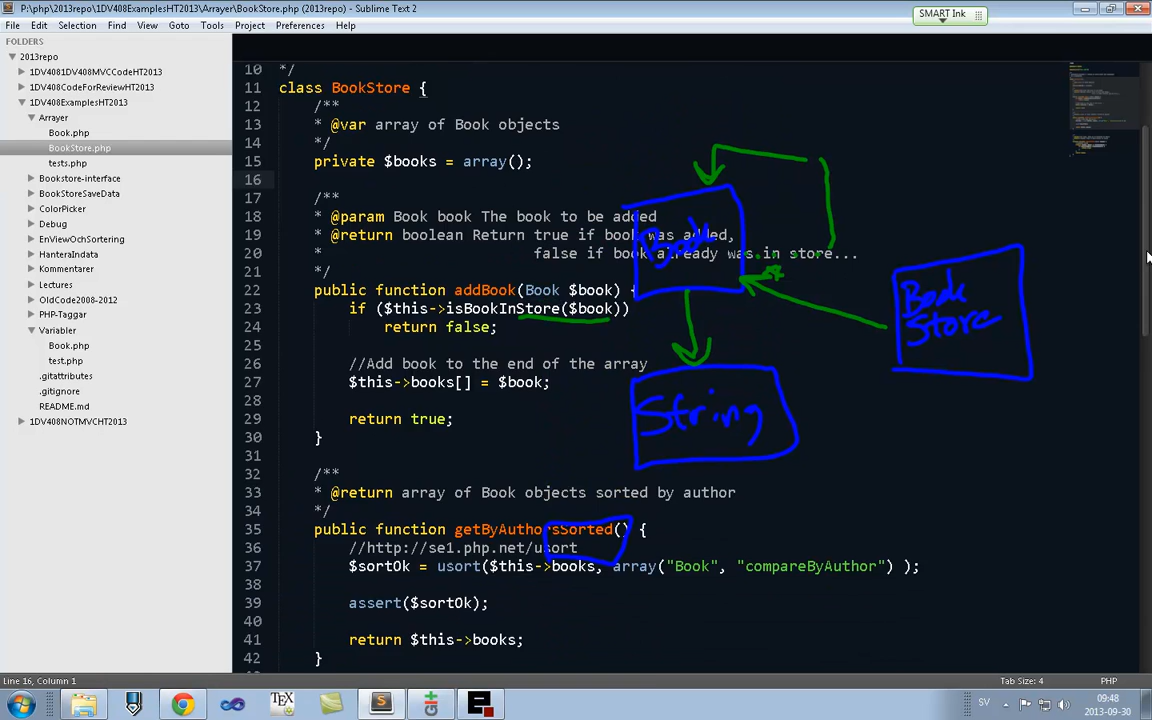 P:\php\2013repo\1DV408ExamplesHT2013\Arrayer\BookStore.php (2013repo) - Sublime Text 2
SMART Ink
File Edit Selection Find View Goto Tools Project Preferences Help
FOLDERS
2013repo
1DV4081DV408MVCCodeHT2013
1DV408CodeForReviewHT2013
1DV408ExamplesHT2013
Arrayer
Book.php
BookStore.php
tests.php
Bookstore-interface
BookStoreSaveData
ColorPicker
Debug
EnViewOchSortering
HanteraIndata
Kommentarer
Lectures
OldCode2008-2012
PHP-Taggar
Variabler
Book.php
test.php
.gitattributes
.gitignore
README.md
1DV408NOTMVCHT2013
10 */
11 class BookStore {
12 /**
13 * @var array of Book objects
14 */
15 private $books = array();
16
17 /**
18 * @param Book book The book to be added
19 * @return boolean Return true if book was added,
20 * false if book already was in store...
21 */
22 public function addBook(Book $book) {
23 if ($this->isBookInStore($book))
24 return false;
25
26 //Add book to the end of the array
27 $this->books[] = $book;
28
29 return true;
30 }
31
32 /**
33 * @return array of Book objects sorted by author
34 */
35 public function getByAuthorsSorted() {
36 //http://se1.php.net/usort
37 $sortOk = usort($this->books, array("Book", "compareByAuthor") );
38
39 assert($sortOk);
40
41 return $this->books;
42 }
Book
*
Book
Store
String
Line 16, Column 1
Tab Size: 4
PHP
SV
09:48
2013-09-30